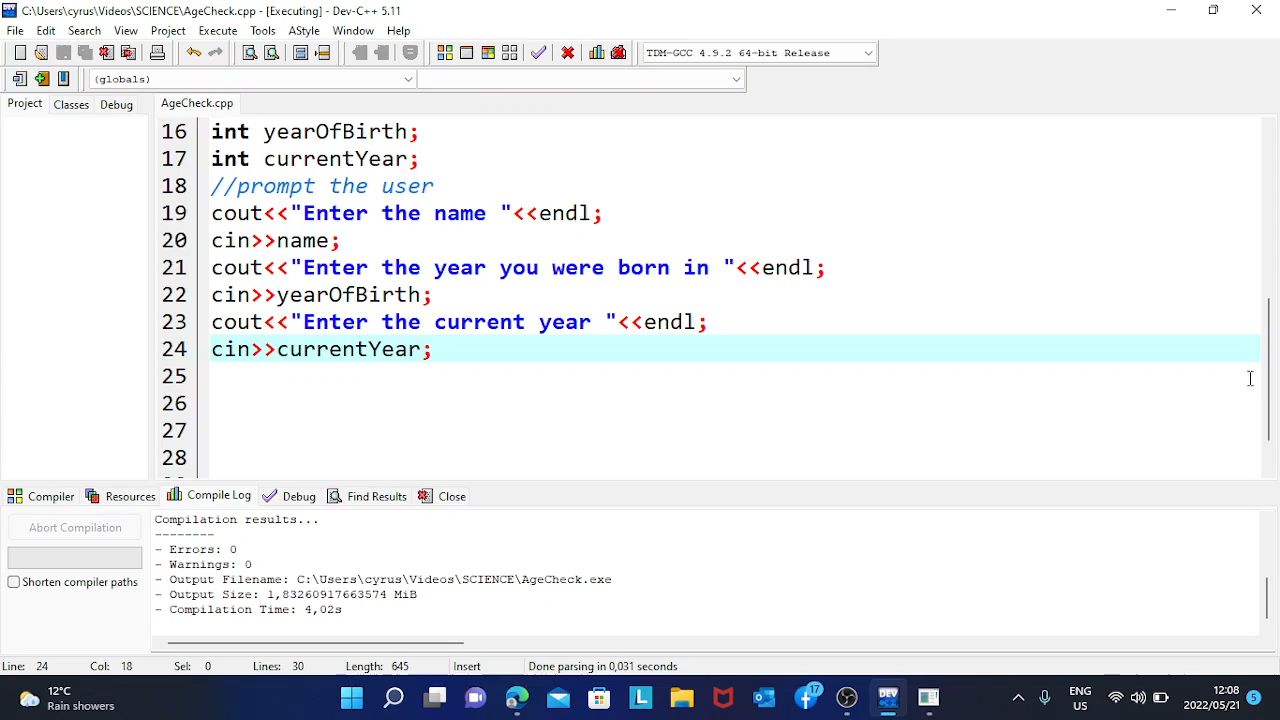 C:\Users\cyrus\Videos\SCIENCE\AgeCheck.cpp - [Executing] - Dev-C++ 5.11
File Edit Search View Project Execute Tools AStyle Window Help
TDM-GCC 4.9.2 64-bit Release
(globals)
Project Classes Debug AgeCheck.cpp
16 int yearOfBirth;
17 int currentYear;
18 //prompt the user
19 cout<<"Enter the name "<<endl;
20 cin>>name;
21 cout<<"Enter the year you were born in "<<endl;
22 cin>>yearOfBirth;
23 cout<<"Enter the current year "<<endl;
24 cin>>currentYear;
25
26
27
28
Compiler Resources Compile Log Debug Find Results Close
Abort Compilation
Shorten compiler paths
Compilation results...
--------
- Errors: 0
- Warnings: 0
- Output Filename: C:\Users\cyrus\Videos\SCIENCE\AgeCheck.exe
- Output Size: 1,83260917663574 MiB
- Compilation Time: 4,02s
Line: 24 Col: 18 Sel: 0 Lines: 30 Length: 645 Insert Done parsing in 0,031 seconds
12°C
Rain showers
L
17
DEV
ENG
US
12:08
2022/05/21
5